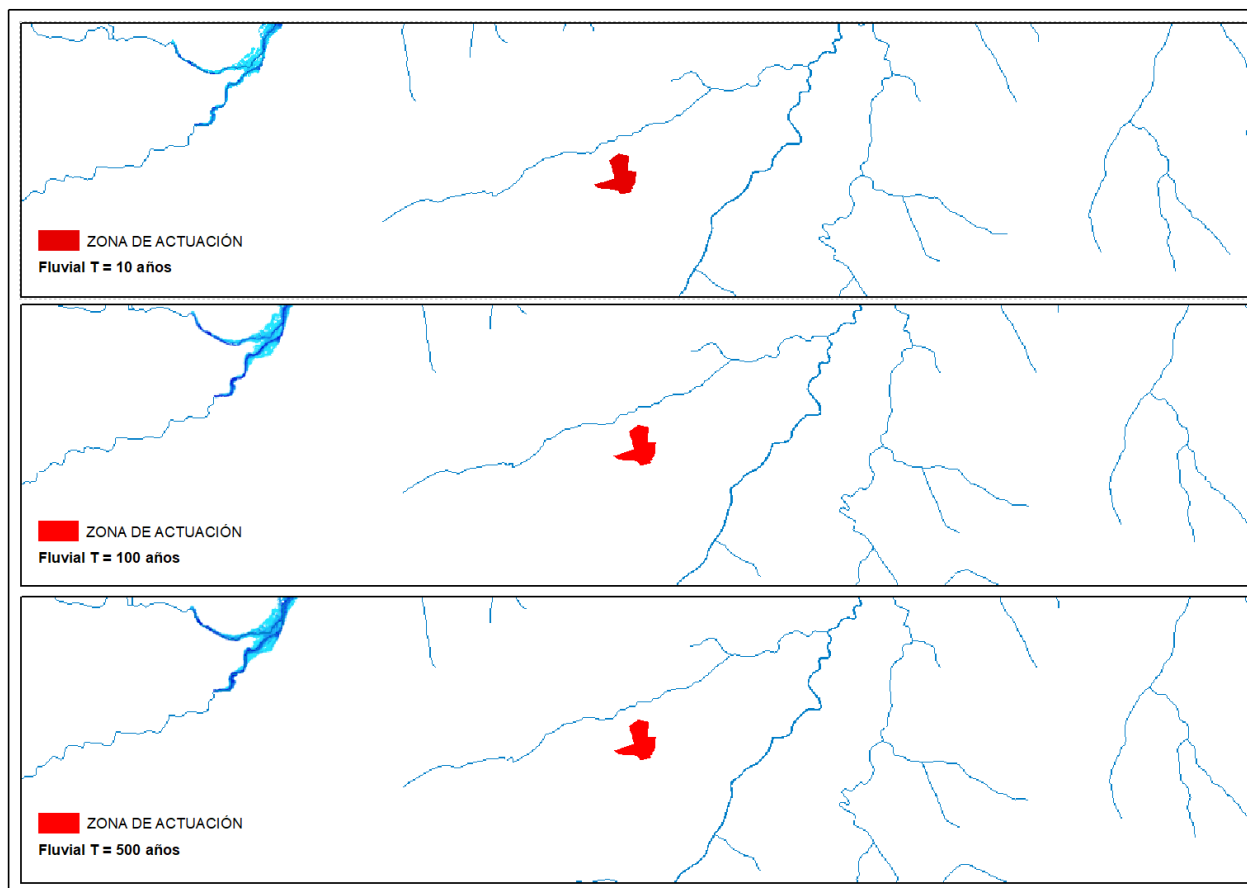 ZONA DE ACTUACIÓN
Fluvial T = 10 años
ZONA DE ACTUACIÓN
Fluvial T = 100 años
ZONA DE ACTUACIÓN
Fluvial T = 500 años